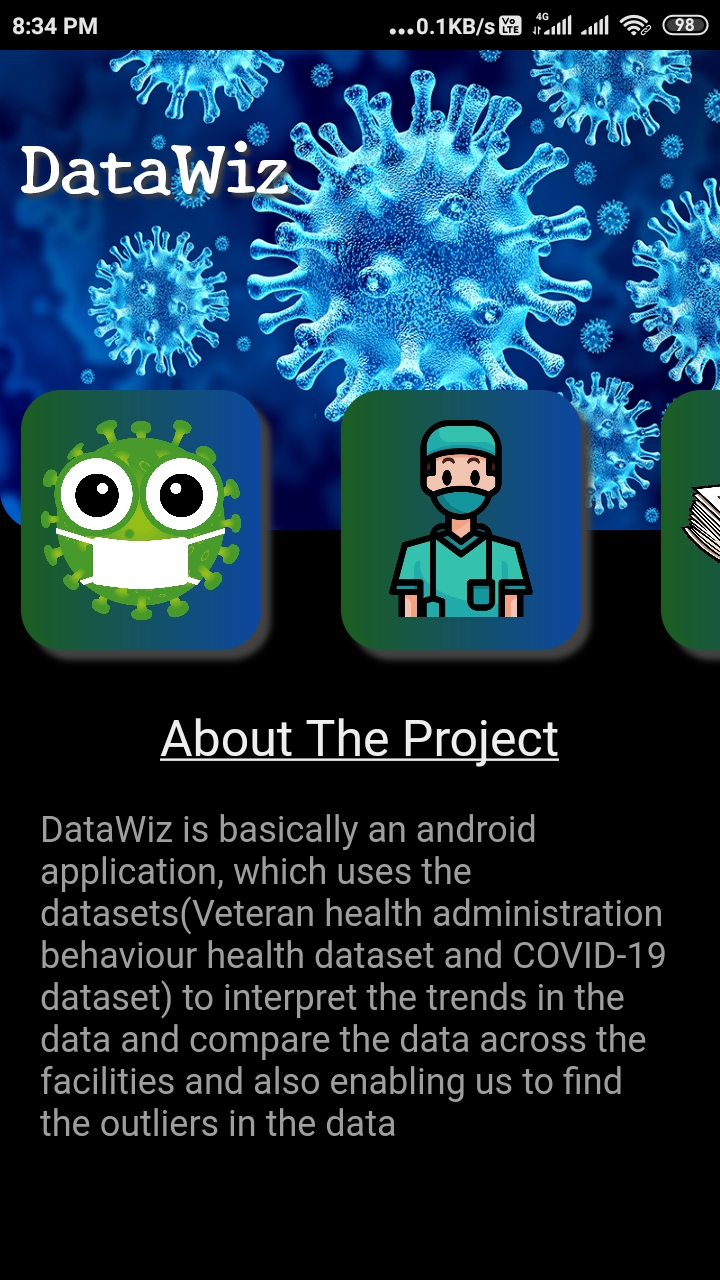 8:34 PM ...0.1KB/s Vo LTE 4G 98
DataWiz
About The Project
DataWiz is basically an android
application, which uses the
datasets(Veteran health administration
behaviour health dataset and COVID-19
dataset) to interpret the trends in the
data and compare the data across the
facilities and also enabling us to find
the outliers in the data